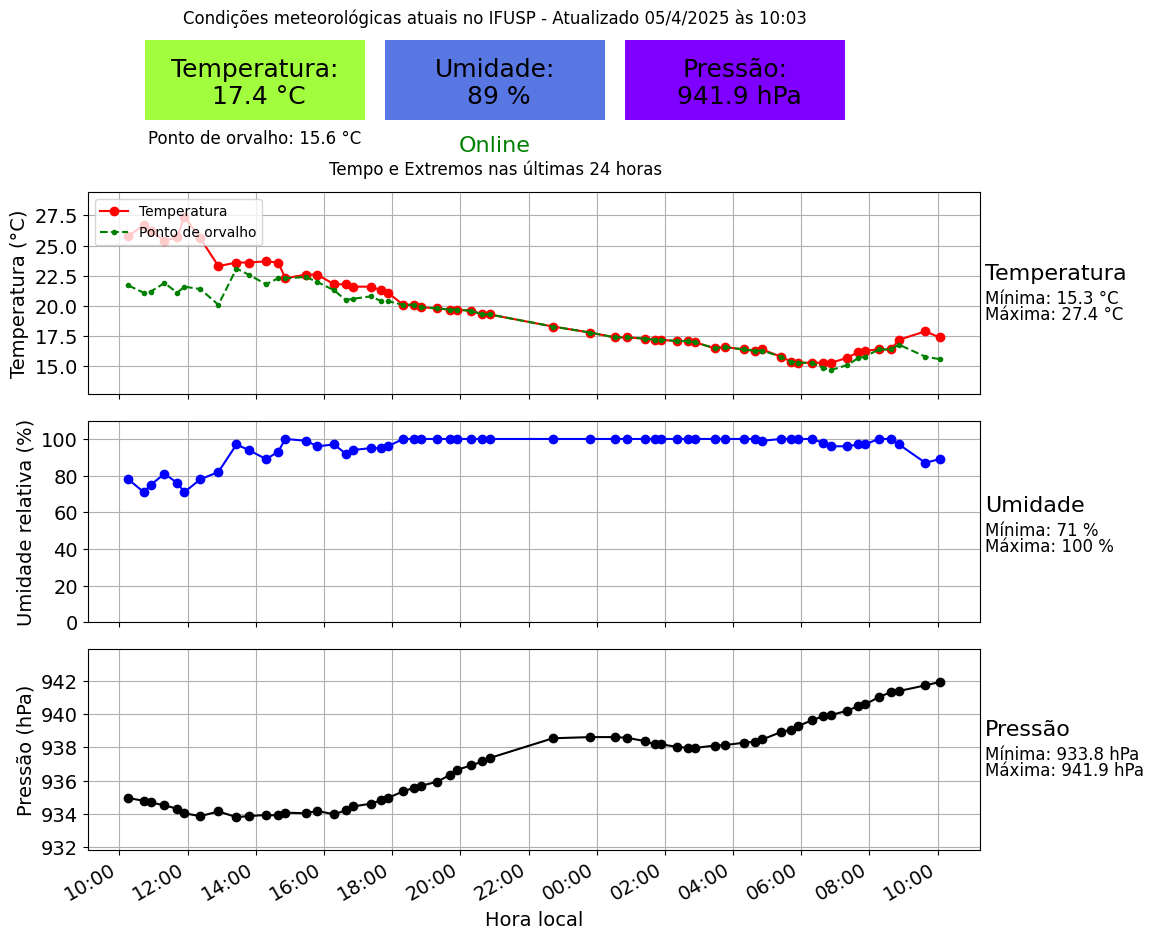 Condições meteorológicas atuais no IFUSP - Atualizado 05/4/2025 às 10:03
Temperatura:
17.4 °C
Umidade:
89 %
Pressão:
941.9 hPa
Ponto de orvalho: 15.6 °C
Online
Tempo e Extremos nas últimas 24 horas
Temperatura (°C)
27.5
25.0
22.5
20.0
17.5
15.0
Temperatura
Ponto de orvalho
Temperatura
Mínima: 15.3 °C
Máxima: 27.4 °C
Umidade relativa (%)
100
80
60
40
20
0
Umidade
Mínima: 71 %
Máxima: 100 %
Pressão (hPa)
942
940
938
936
934
932
Pressão
Mínima: 933.8 hPa
Máxima: 941.9 hPa
10:00
12:00
14:00
16:00
18:00
20:00
22:00
00:00
02:00
04:00
06:00
08:00
10:00
Hora local